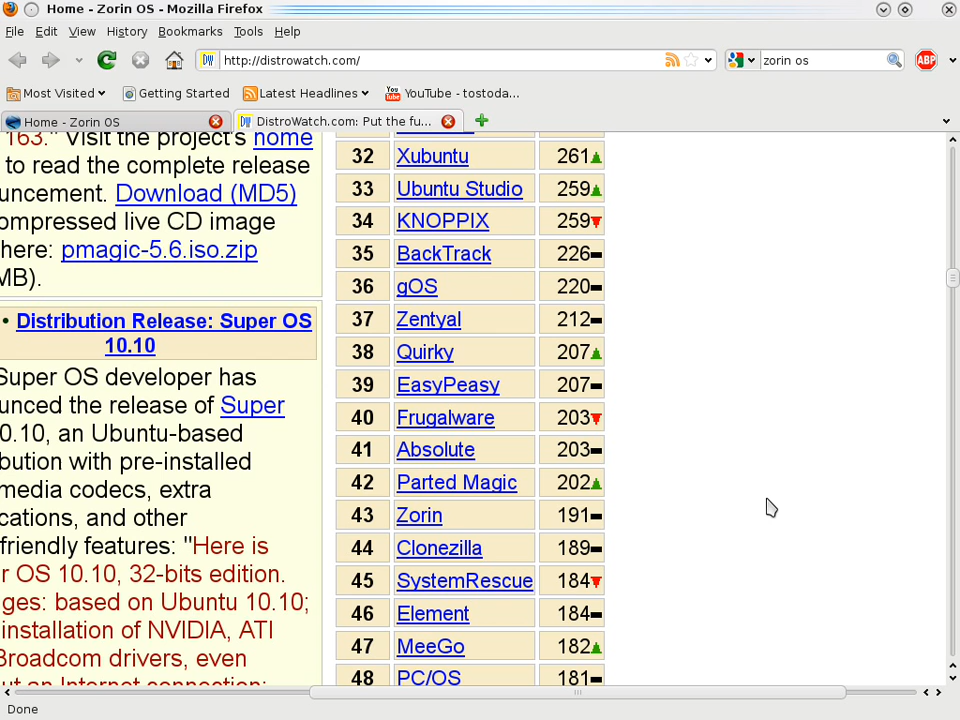 Home - Zorin OS - Mozilla Firefox
File Edit View History Bookmarks Tools Help
http://distrowatch.com/
zorin os
ABP
Most Visited Getting Started Latest Headlines YouTube - tostoda...
Home - Zorin OS
DistroWatch.com: Put the fu...
163." Visit the project's home
to read the complete release
uncement. Download (MD5)
ompressed live CD image
here: pmagic-5.6.iso.zip
MB).
• Distribution Release: Super OS
10.10
Super OS developer has
unced the release of Super
0.10, an Ubuntu-based
bution with pre-installed
media codecs, extra
cations, and other
friendly features: "Here is
r OS 10.10, 32-bits edition.
ges: based on Ubuntu 10.10;
installation of NVIDIA, ATI
Broadcom drivers, even
ut an Internet connection;
32 Xubuntu 261
33 Ubuntu Studio 259
34 KNOPPIX 259
35 BackTrack 226
36 gOS 220
37 Zentyal 212
38 Quirky 207
39 EasyPeasy 207
40 Frugalware 203
41 Absolute 203
42 Parted Magic 202
43 Zorin 191
44 Clonezilla 189
45 SystemRescue 184
46 Element 184
47 MeeGo 182
48 PC/OS 181
Done